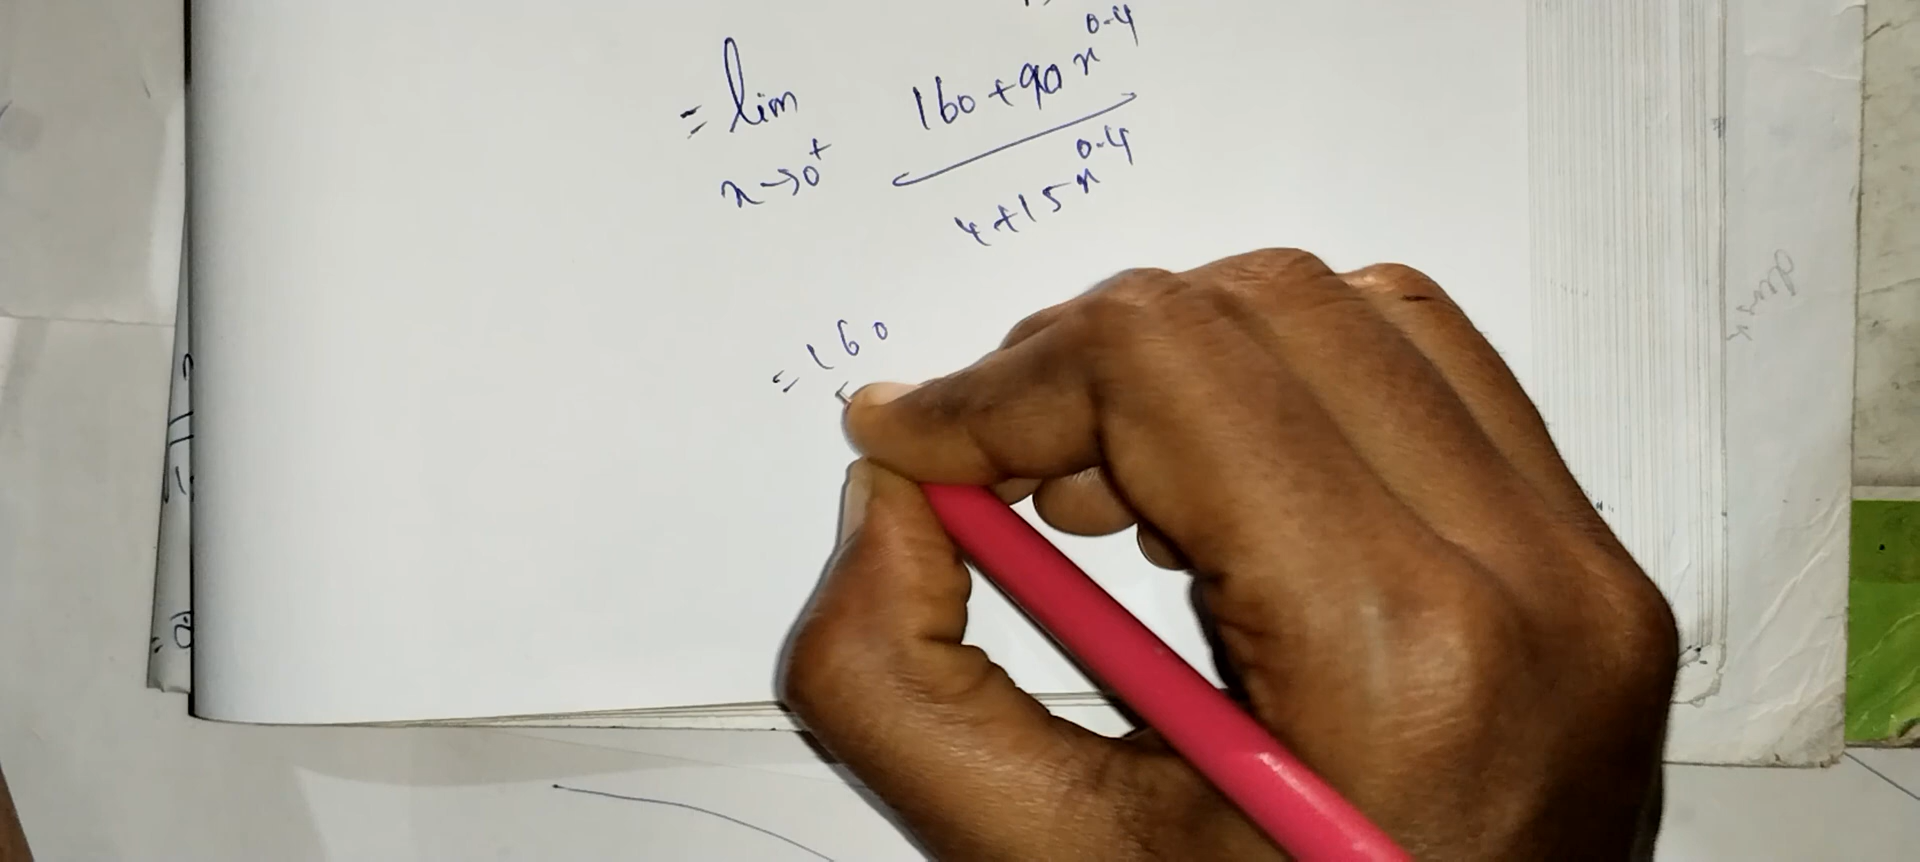 = lim x→0⁺ (160+90x^0.4)/(4+15x^0.4)
= 160